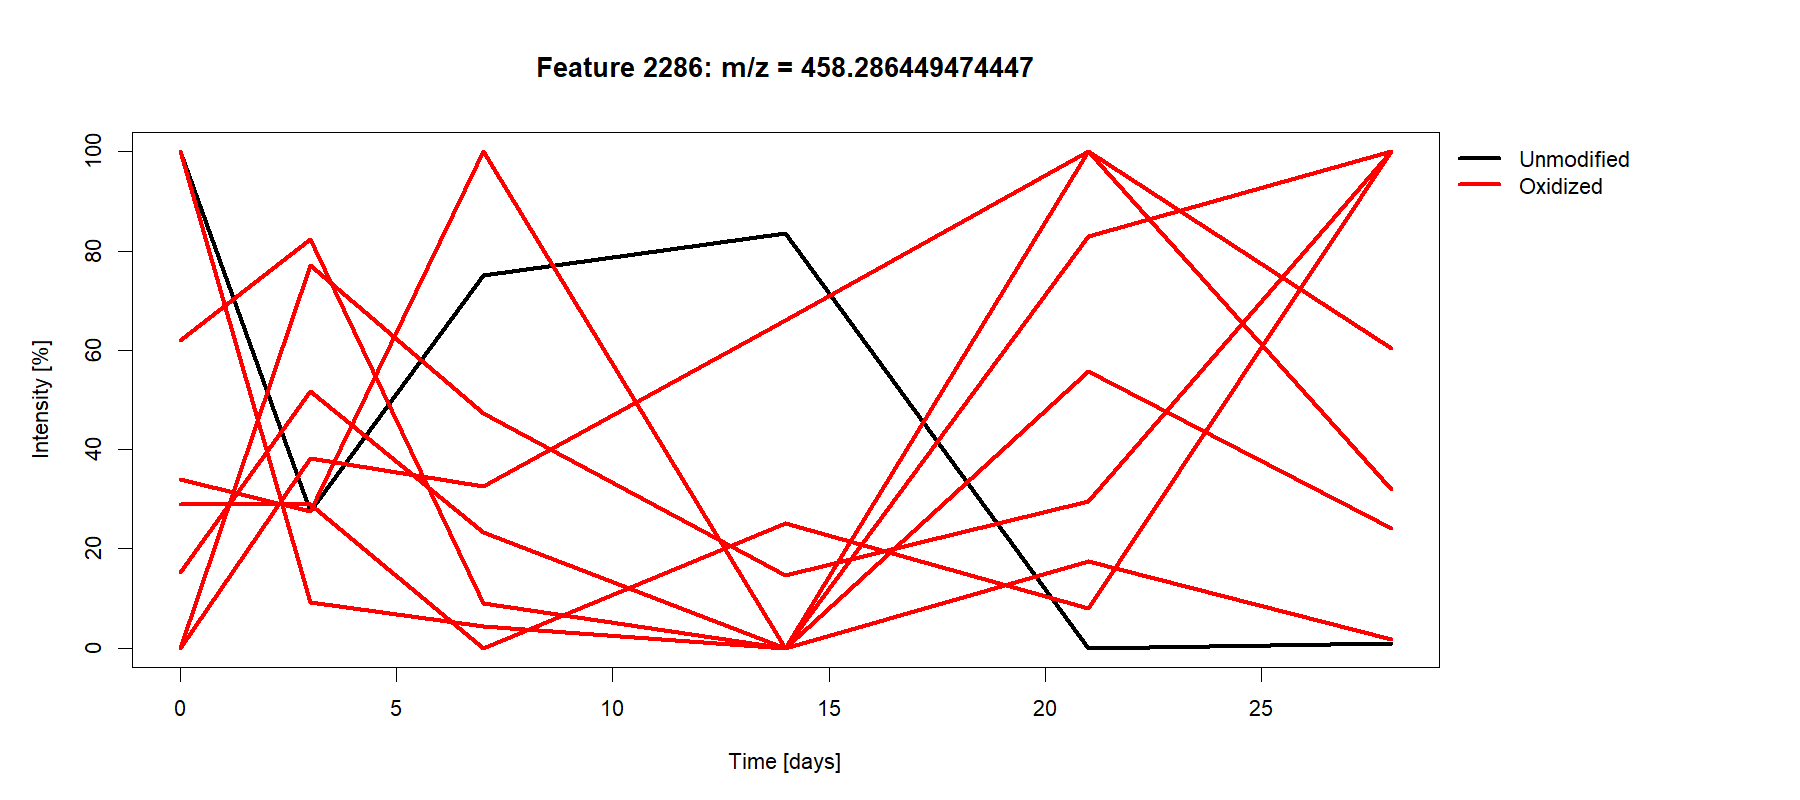 Feature 2286: m/z = 458.286449474447
Unmodified
Oxidized
Intensity [%]
100
80
60
40
20
0
0 5 10 15 20 25
Time [days]